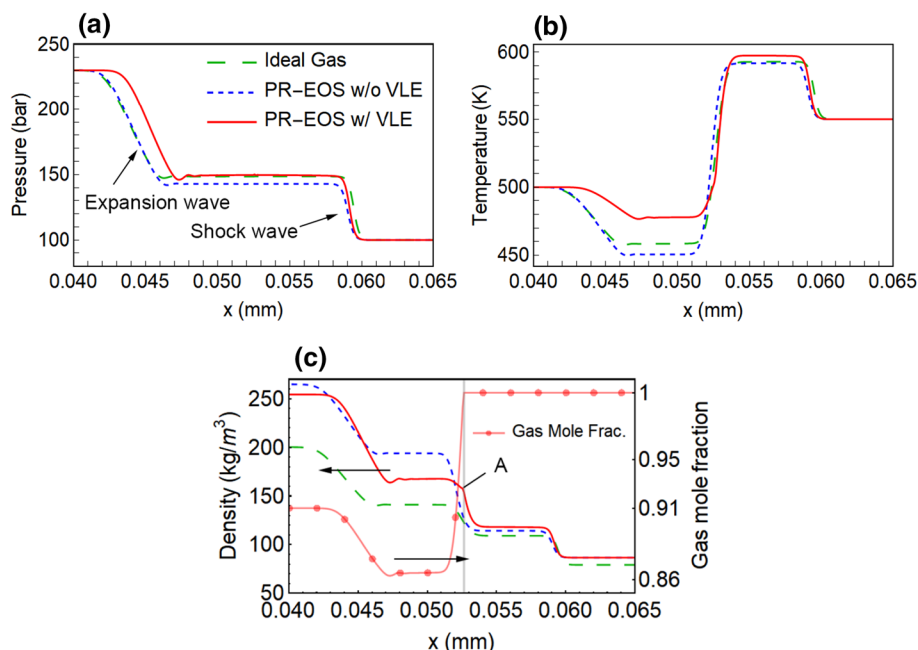 (a)
250
200
150
100
Pressure (bar)
Ideal Gas
PR-EOS w/o VLE
PR-EOS w/ VLE
Expansion wave
Shock wave
0.040 0.045 0.050 0.055 0.060 0.065
x (mm)
(b)
600
550
500
450
Temperature (K)
0.040 0.045 0.050 0.055 0.060 0.065
x (mm)
(c)
250
200
150
100
50
Density (kg/m³)
Gas Mole Frac.
A
1
0.95
0.91
0.86
Gas mole fraction
0.040 0.045 0.050 0.055 0.060 0.065
x (mm)